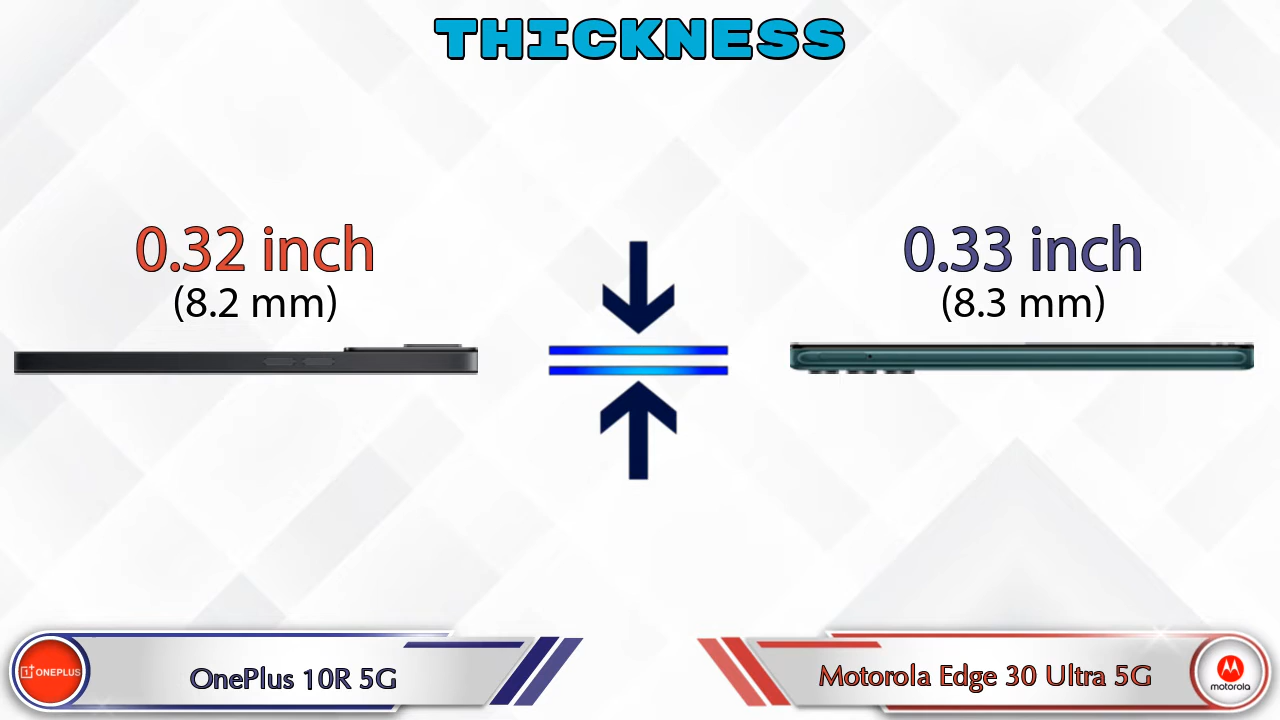 THICKNESS
0.32 inch
(8.2 mm)
0.33 inch
(8.3 mm)
1+ ONEPLUS
OnePlus 10R 5G
Motorola Edge 30 Ultra 5G
motorola